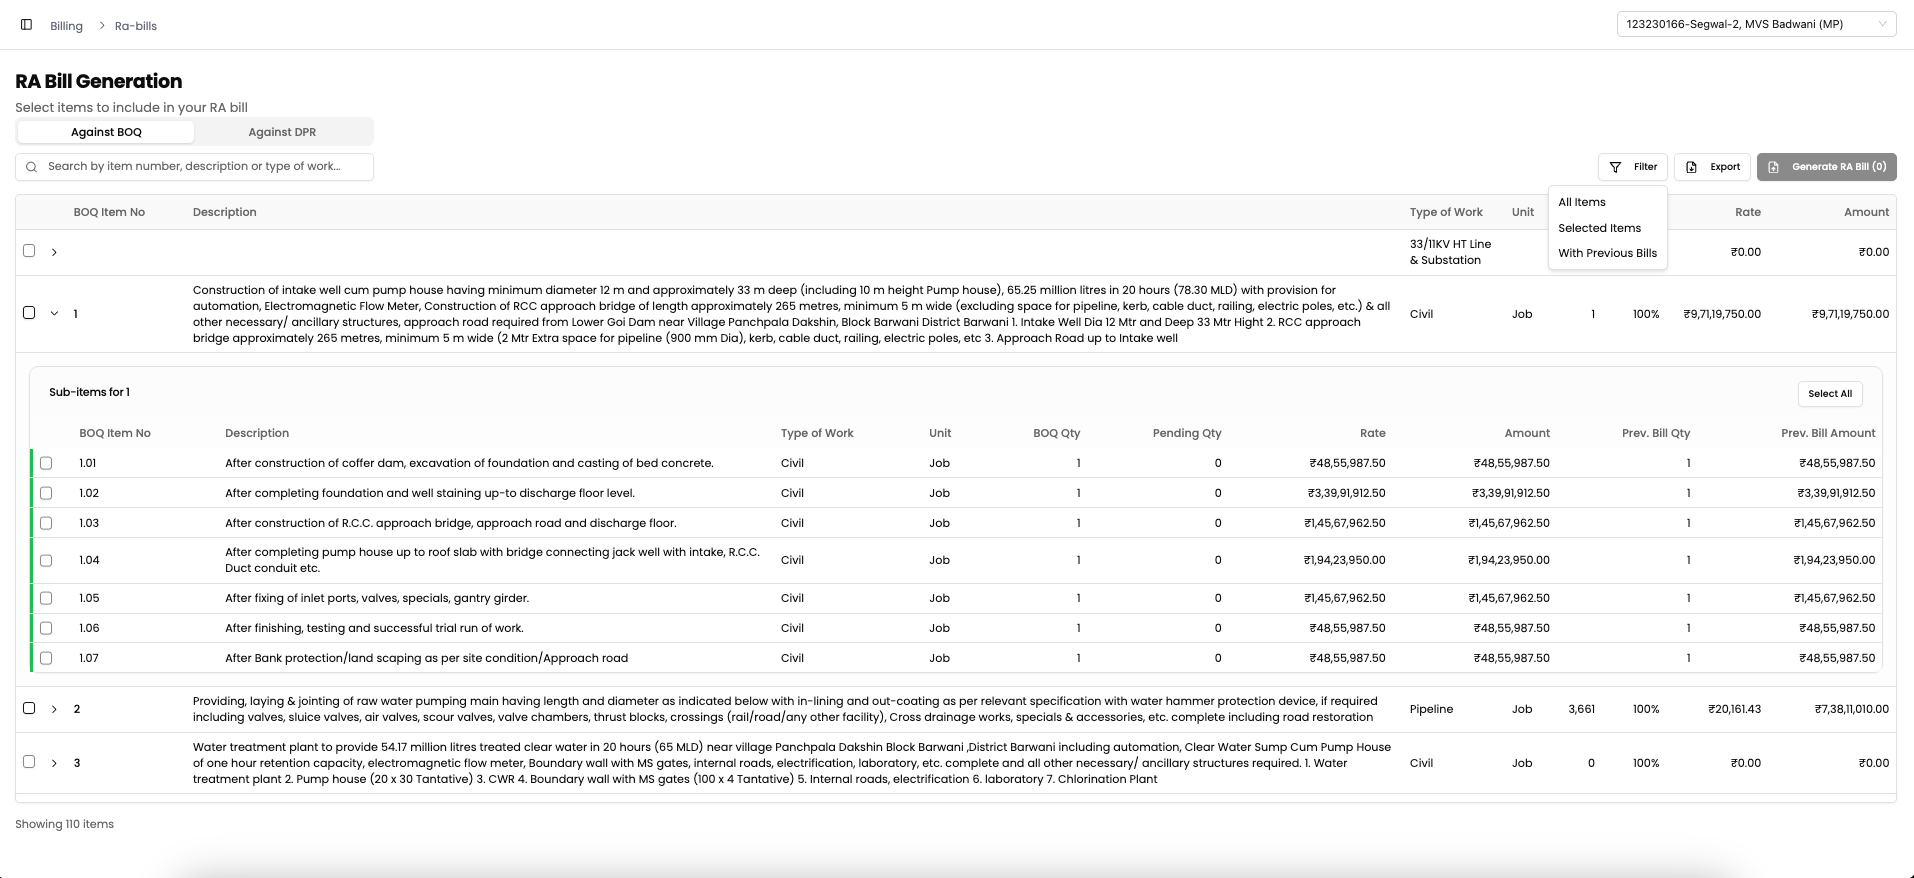 Billing > Ra-bills
123230166-Segwal-2, MVS Badwani (MP)
RA Bill Generation
Select items to include in your RA bill
Against BOQ Against DPR
Search by item number, description or type of work...
Filter Export Generate RA Bill (0)
All Items
Selected Items
With Previous Bills
BOQ Item No Description Type of Work Unit Rate Amount
33/11KV HT Line
& Substation
₹0.00 ₹0.00
1
Construction of intake well cum pump house having minimum diameter 12 m and approximately 33 m deep (including 10 m height Pump house), 65.25 million litres in 20 hours (78.30 MLD) with provision for
automation, Electromagnetic Flow Meter, Construction of RCC approach bridge of length approximately 265 metres, minimum 5 m wide (excluding space for pipeline, kerb, cable duct, railing, electric poles, etc.) & all
other necessary/ ancillary structures, approach road required from Lower Goi Dam near Village Panchpala Dakshin, Block Barwani District Barwani 1. Intake Well Dia 12 Mtr and Deep 33 Mtr Hight 2. RCC approach
bridge approximately 265 metres, minimum 5 m wide (2 Mtr Extra space for pipeline (900 mm Dia), kerb, cable duct, railing, electric poles, etc 3. Approach Road up to Intake well
Civil Job 1 100% ₹9,71,19,750.00 ₹9,71,19,750.00
Sub-items for 1
Select All
BOQ Item No Description Type of Work Unit BOQ Qty Pending Qty Rate Amount Prev. Bill Qty Prev. Bill Amount
1.01 After construction of coffer dam, excavation of foundation and casting of bed concrete. Civil Job 1 0 ₹48,55,987.50 ₹48,55,987.50 1 ₹48,55,987.50
1.02 After completing foundation and well staining up-to discharge floor level. Civil Job 1 0 ₹3,39,91,912.50 ₹3,39,91,912.50 1 ₹3,39,91,912.50
1.03 After construction of R.C.C. approach bridge, approach road and discharge floor. Civil Job 1 0 ₹1,45,67,962.50 ₹1,45,67,962.50 1 ₹1,45,67,962.50
1.04 After completing pump house up to roof slab with bridge connecting jack well with intake, R.C.C.
Duct conduit etc.
Civil Job 1 0 ₹1,94,23,950.00 ₹1,94,23,950.00 1 ₹1,94,23,950.00
1.05 After fixing of inlet ports, valves, specials, gantry girder. Civil Job 1 0 ₹1,45,67,962.50 ₹1,45,67,962.50 1 ₹1,45,67,962.50
1.06 After finishing, testing and successful trial run of work. Civil Job 1 0 ₹48,55,987.50 ₹48,55,987.50 1 ₹48,55,987.50
1.07 After Bank protection/land scaping as per site condition/Approach road Civil Job 1 0 ₹48,55,987.50 ₹48,55,987.50 1 ₹48,55,987.50
2
Providing, laying & jointing of raw water pumping main having length and diameter as indicated below with in-lining and out-coating as per relevant specification with water hammer protection device, if required
including valves, sluice valves, air valves, scour valves, valve chambers, thrust blocks, crossings (rail/road/any other facility), Cross drainage works, specials & accessories, etc. complete including road restoration
Pipeline Job 3,661 100% ₹20,161.43 ₹7,38,11,010.00
3
Water treatment plant to provide 54.17 million litres treated clear water in 20 hours (65 MLD) near village Panchpala Dakshin Block Barwani ,District Barwani including automation, Clear Water Sump Cum Pump House
of one hour retention capacity, electromagnetic flow meter, Boundary wall with MS gates, internal roads, electrification, laboratory, etc. complete and all other necessary/ ancillary structures required. 1. Water
treatment plant 2. Pump house (20 x 30 Tantative) 3. CWR 4. Boundary wall with MS gates (100 x 4 Tantative) 5. Internal roads, electrification 6. laboratory 7. Chlorination Plant
Civil Job 0 100% ₹0.00 ₹0.00
Showing 110 items